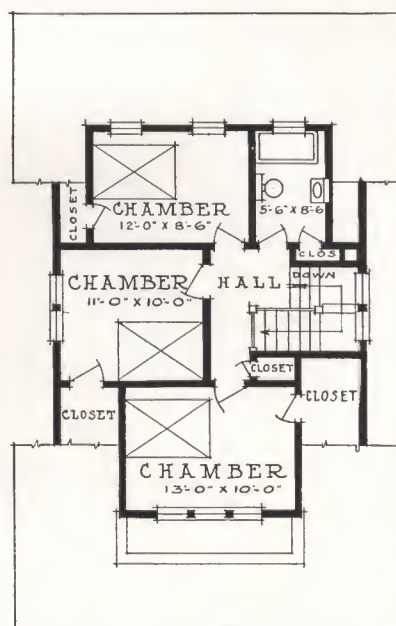 CLOSET
CHAMBER
12'-0" X 8'-6"
5'-6" X 8'-6
CLOS
CHAMBER
11'-0" X 10'-0"
HALL
DOWN
CLOSET
CLOSET
CLOSET
CHAMBER
13'-0" X 10'-0"